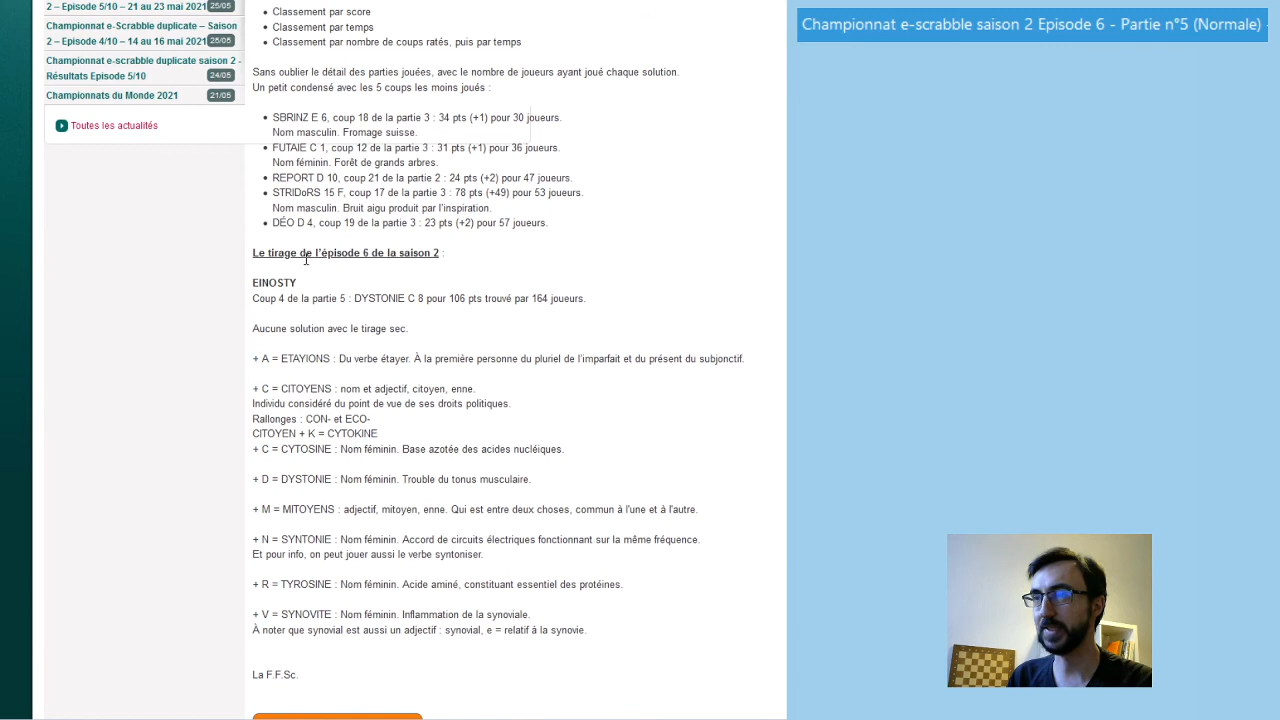 2 – Episode 5/10 – 21 au 23 mai 2021 25/05
Championnat e-Scrabble duplicate – Saison
2 – Episode 4/10 – 14 au 16 mai 2021 25/05
Championnat e-scrabble duplicate saison 2 -
Résultats Episode 5/10 24/05
Championnats du Monde 2021 21/05
Toutes les actualités
Classement par score
Classement par temps
Classement par nombre de coups ratés, puis par temps
Sans oublier le détail des parties jouées, avec le nombre de joueurs ayant joué chaque solution.
Un petit condensé avec les 5 coups les moins joués :
SBRINZ E 6, coup 18 de la partie 3 : 34 pts (+1) pour 30 joueurs.
Nom masculin. Fromage suisse.
FUTAIE C 1, coup 12 de la partie 3 : 31 pts (+1) pour 36 joueurs.
Nom féminin. Forêt de grands arbres.
REPORT D 10, coup 21 de la partie 2 : 24 pts (+2) pour 47 joueurs.
STRIDoRS 15 F, coup 17 de la partie 3 : 78 pts (+49) pour 53 joueurs.
Nom masculin. Bruit aigu produit par l'inspiration.
DÉO D 4, coup 19 de la partie 3 : 23 pts (+2) pour 57 joueurs.
Le tirage de l'épisode 6 de la saison 2 :
EINOSTY
Coup 4 de la partie 5 : DYSTONIE C 8 pour 106 pts trouvé par 164 joueurs.
Aucune solution avec le tirage sec.
+ A = ETAYIONS : Du verbe étayer. À la première personne du pluriel de l'imparfait et du présent du subjonctif.
+ C = CITOYENS : nom et adjectif, citoyen, enne.
Individu considéré du point de vue de ses droits politiques.
Rallonges : CON- et ECO-
CITOYEN + K = CYTOKINE
+ C = CYTOSINE : Nom féminin. Base azotée des acides nucléiques.
+ D = DYSTONIE : Nom féminin. Trouble du tonus musculaire.
+ M = MITOYENS : adjectif, mitoyen, enne. Qui est entre deux choses, commun à l'une et à l'autre.
+ N = SYNTONIE : Nom féminin. Accord de circuits électriques fonctionnant sur la même fréquence.
Et pour info, on peut jouer aussi le verbe syntoniser.
+ R = TYROSINE : Nom féminin. Acide aminé, constituant essentiel des protéines.
+ V = SYNOVITE : Nom féminin. Inflammation de la synoviale.
À noter que synovial est aussi un adjectif : synovial, e = relatif à la synovie.
La F.F.Sc.
Championnat e-scrabble saison 2 Episode 6 - Partie n°5 (Normale) -